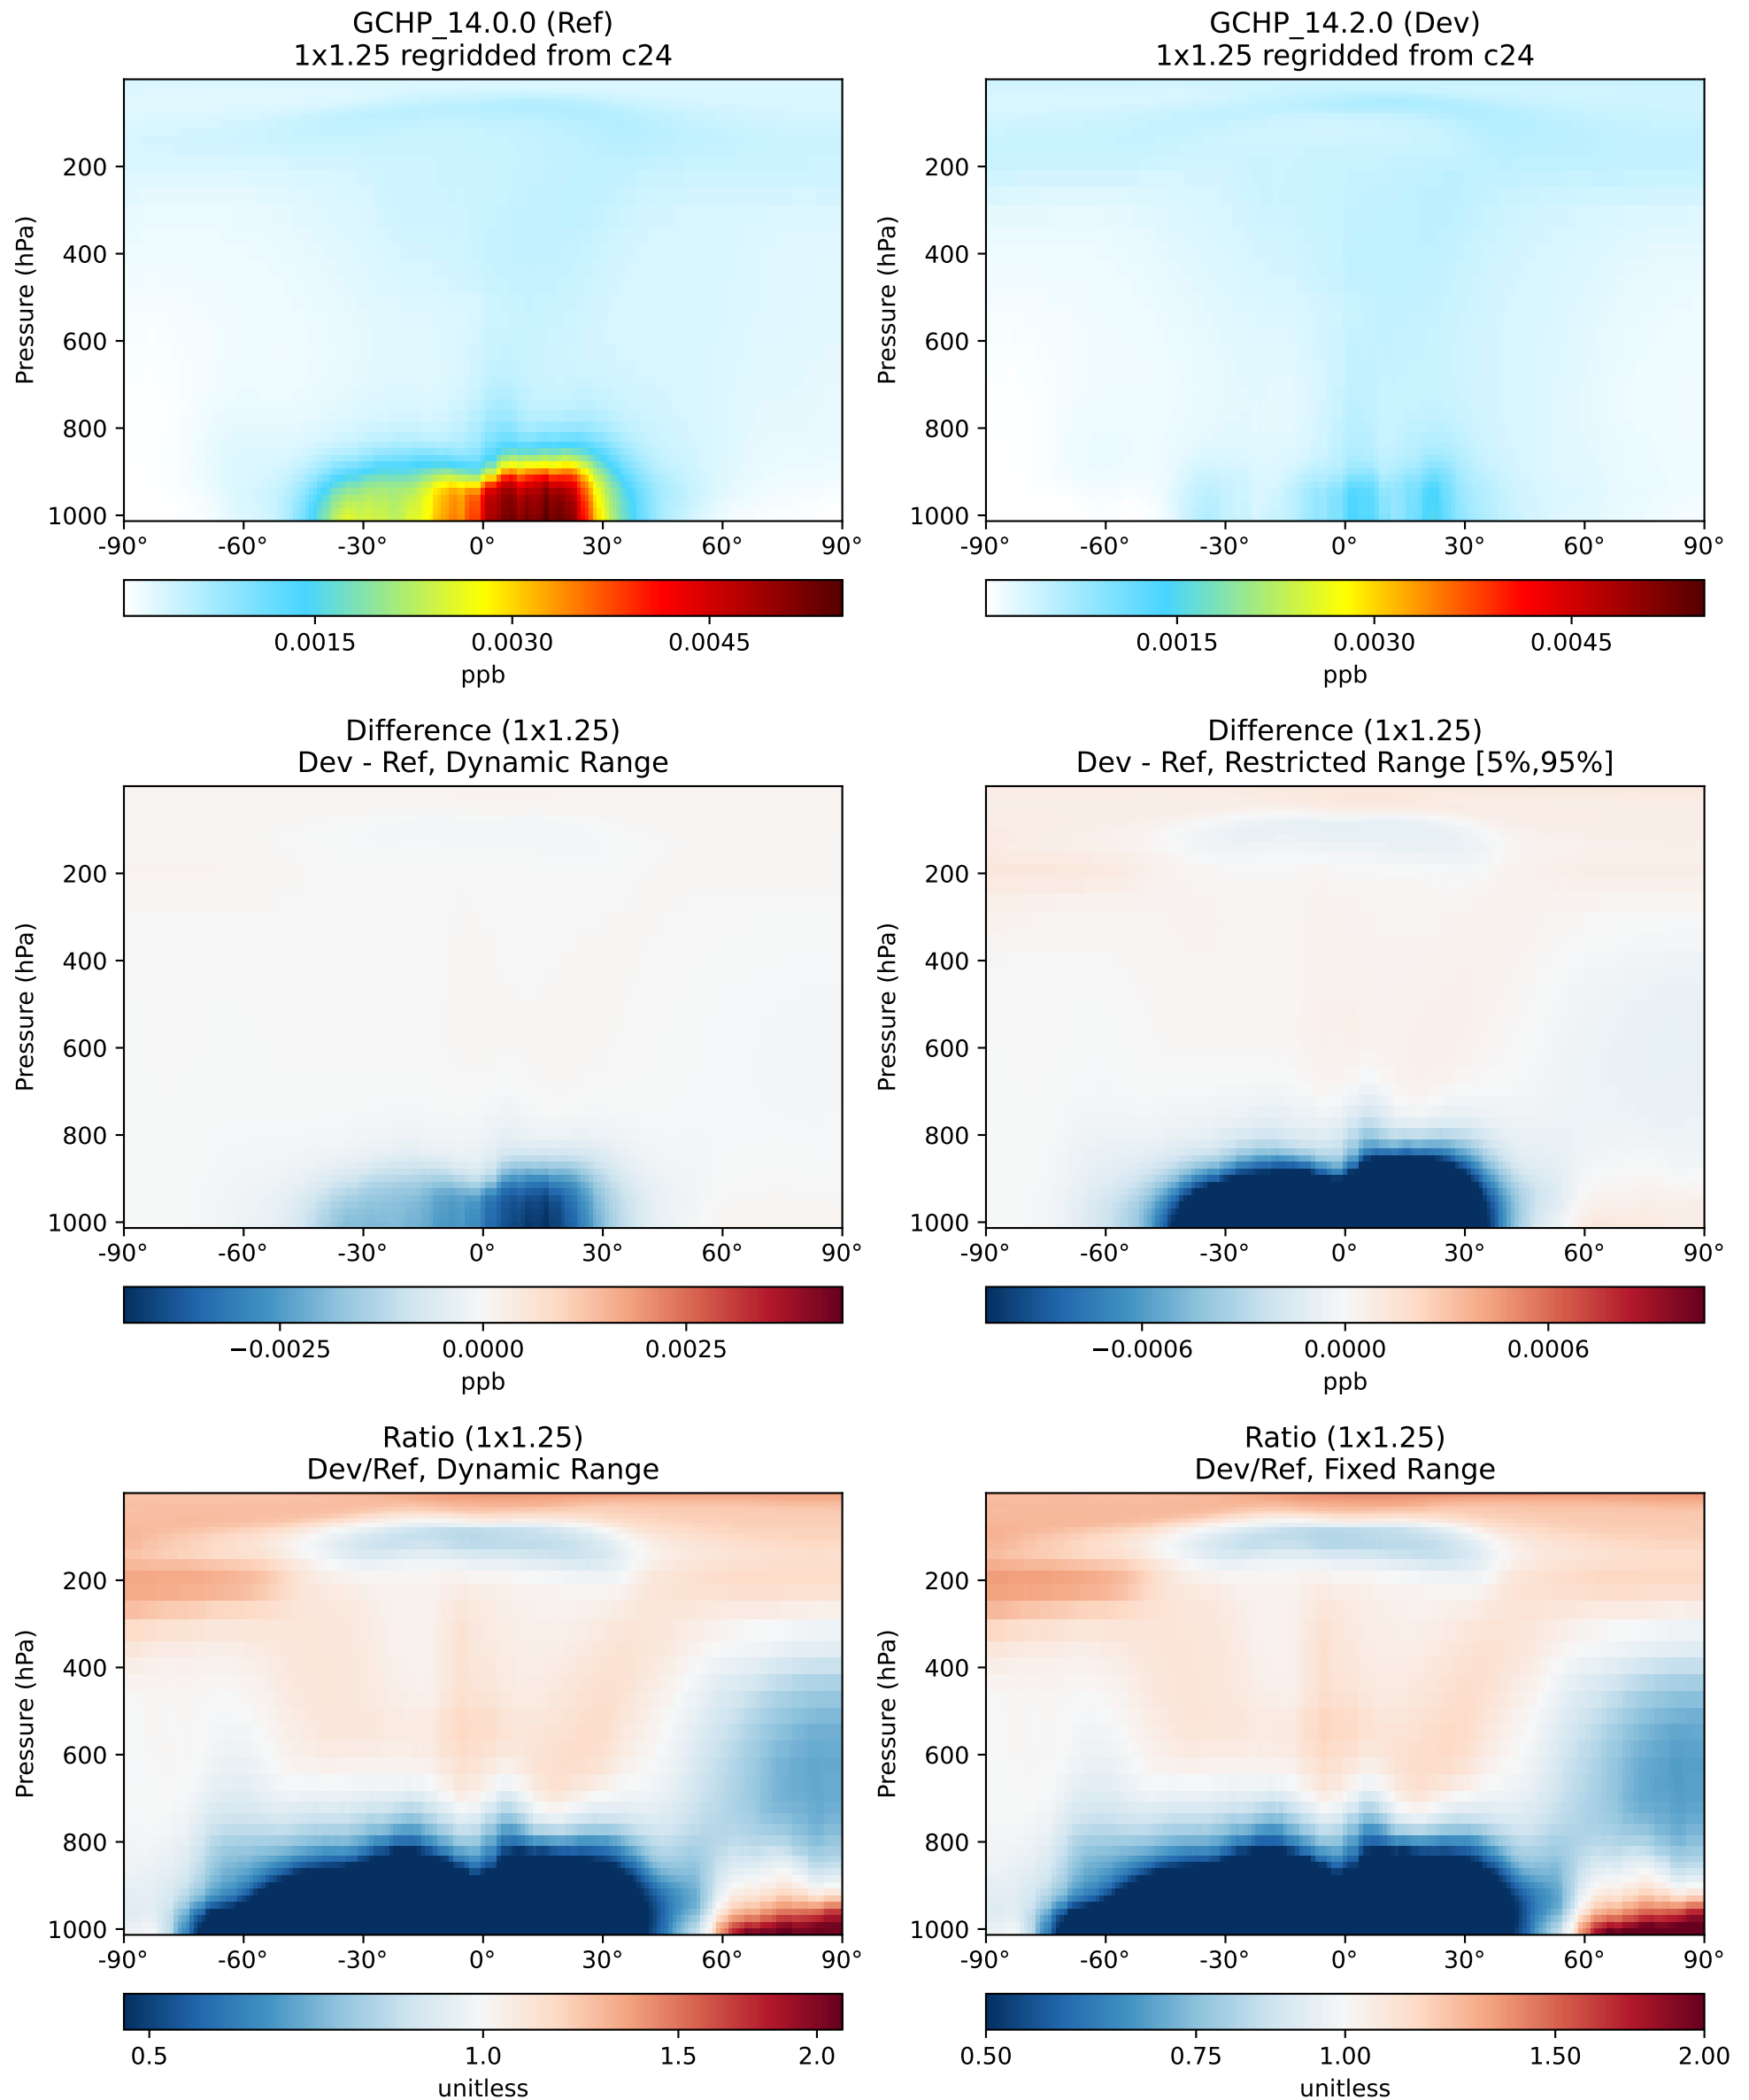 GCHP_14.0.0 (Ref)
1x1.25 regridded from c24
Pressure (hPa)
200
400
600
800
1000
-90° -60° -30° 0° 30° 60° 90°
0.0015 0.0030 0.0045
ppb
GCHP_14.2.0 (Dev)
1x1.25 regridded from c24
Pressure (hPa)
200
400
600
800
1000
-90° -60° -30° 0° 30° 60° 90°
0.0015 0.0030 0.0045
ppb
Difference (1x1.25)
Dev - Ref, Dynamic Range
Pressure (hPa)
200
400
600
800
1000
-90° -60° -30° 0° 30° 60° 90°
−0.0025 0.0000 0.0025
ppb
Difference (1x1.25)
Dev - Ref, Restricted Range [5%,95%]
Pressure (hPa)
200
400
600
800
1000
-90° -60° -30° 0° 30° 60° 90°
−0.0006 0.0000 0.0006
ppb
Ratio (1x1.25)
Dev/Ref, Dynamic Range
Pressure (hPa)
200
400
600
800
1000
-90° -60° -30° 0° 30° 60° 90°
0.5 1.0 1.5 2.0
unitless
Ratio (1x1.25)
Dev/Ref, Fixed Range
Pressure (hPa)
200
400
600
800
1000
-90° -60° -30° 0° 30° 60° 90°
0.50 0.75 1.00 1.50 2.00
unitless